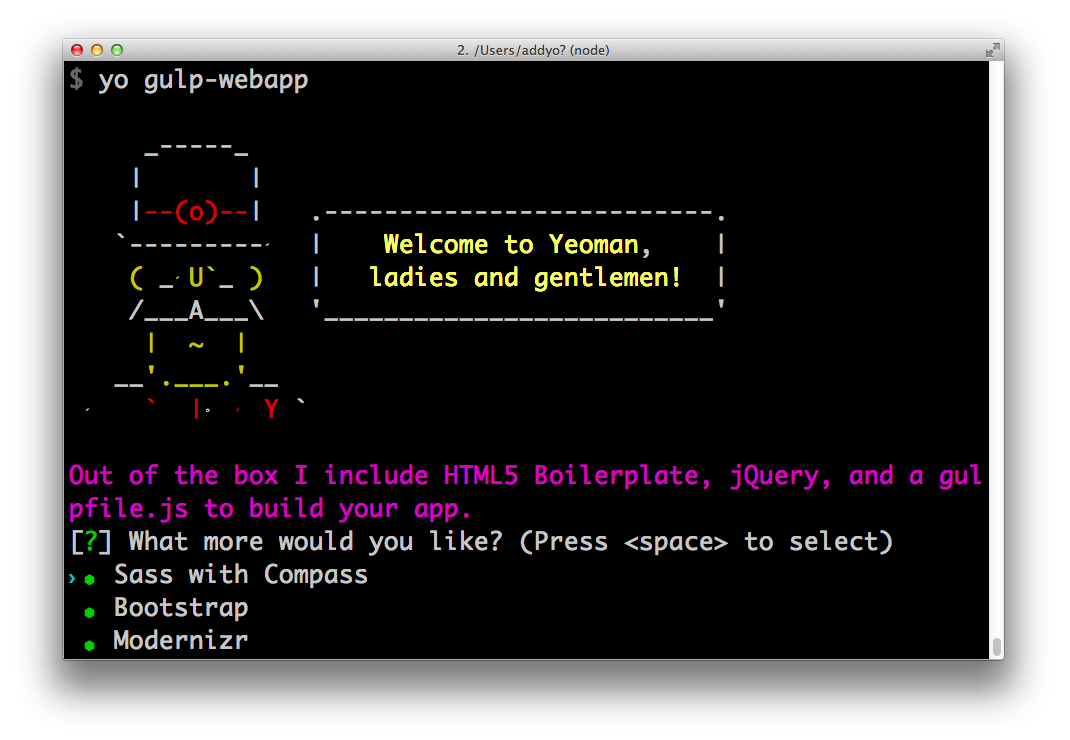 2. /Users/addyo? (node)
$ yo gulp-webapp
     _-----_
    |       |
    |--(o)--|   .--------------------------.
   `---------´  |    Welcome to Yeoman,    |
    ( _´U`_ )   |   ladies and gentlemen!  |
    /___A___\   '__________________________'
     |  ~  |
   __'.___.'__
 ´   `  |° ´ Y `
Out of the box I include HTML5 Boilerplate, jQuery, and a gul
pfile.js to build your app.
[?] What more would you like? (Press <space> to select)
›⬢ Sass with Compass
 ⬢ Bootstrap
 ⬢ Modernizr